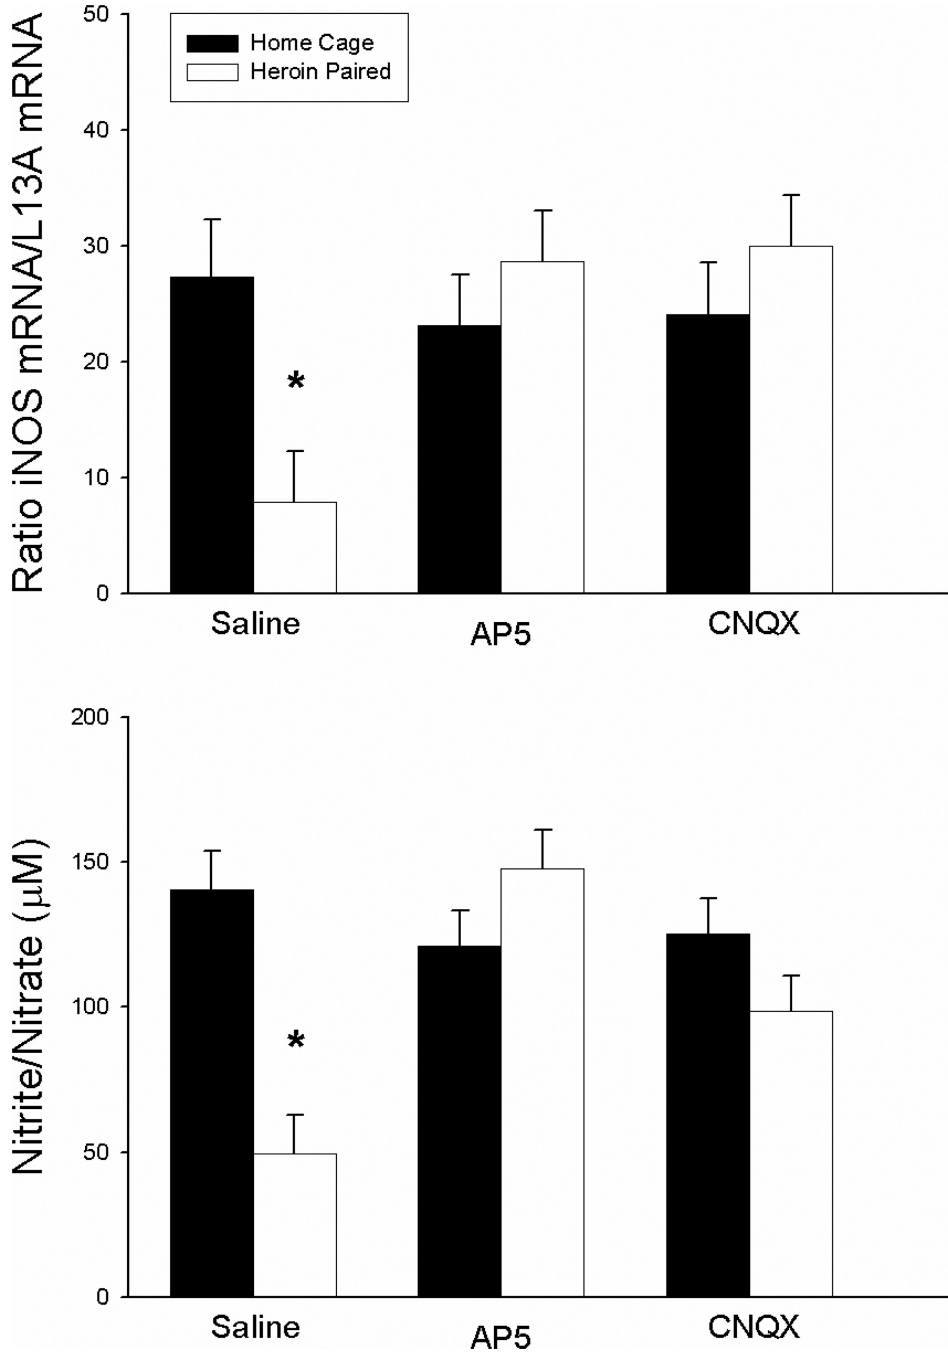 Ratio iNOS mRNA/L13A mRNA
50
40
30
20
10
0
Home Cage
Heroin Paired
*
Saline
AP5
CNQX
Nitrite/Nitrate (μM)
200
150
100
50
0
*
Saline
AP5
CNQX